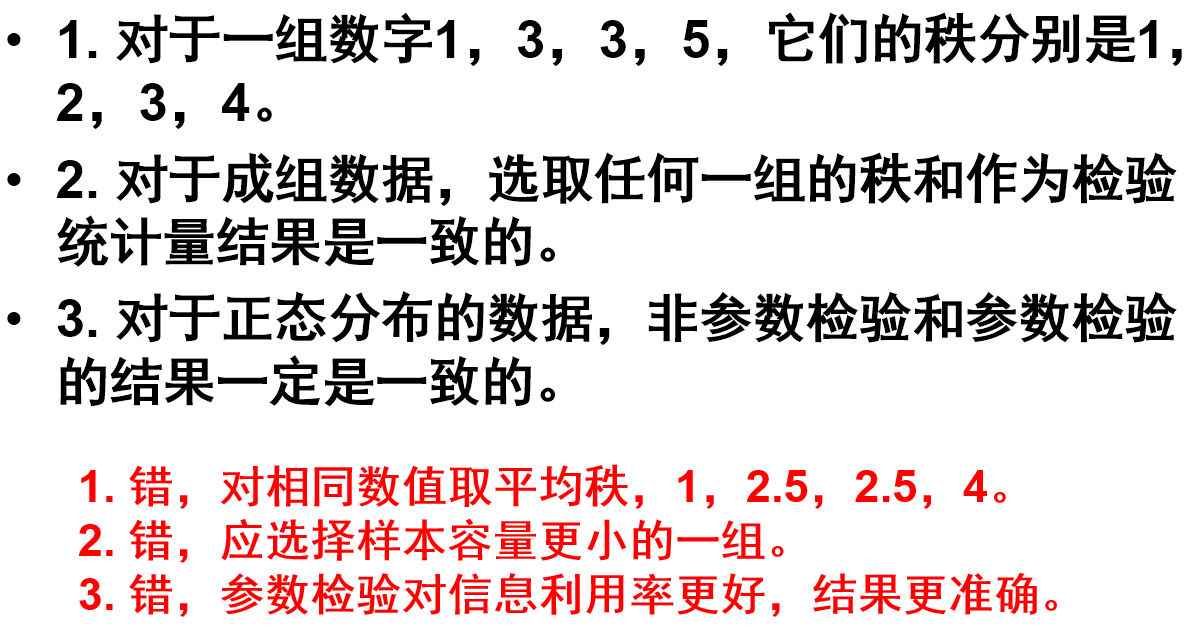 • 1. 对于一组数字1，3，3，5，它们的秩分别是1，
2，3，4。
• 2. 对于成组数据，选取任何一组的秩和作为检验
统计量结果是一致的。
• 3. 对于正态分布的数据，非参数检验和参数检验
的结果一定是一致的。
1. 错，对相同数值取平均秩，1，2.5，2.5，4。
2. 错，应选择样本容量更小的一组。
3. 错，参数检验对信息利用率更好，结果更准确。